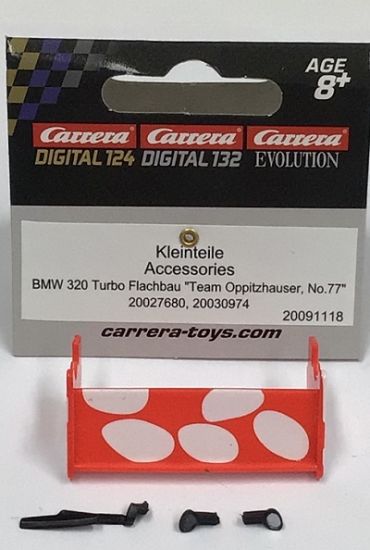 AGE
8+
Carrera Carrera Carrera
DIGITAL 124 DIGITAL 132 EVOLUTION
Kleinteile
Accessories
BMW 320 Turbo Flachbau "Team Oppitzhauser, No.77"
20027680, 20030974
20091118
carrera-toys.com